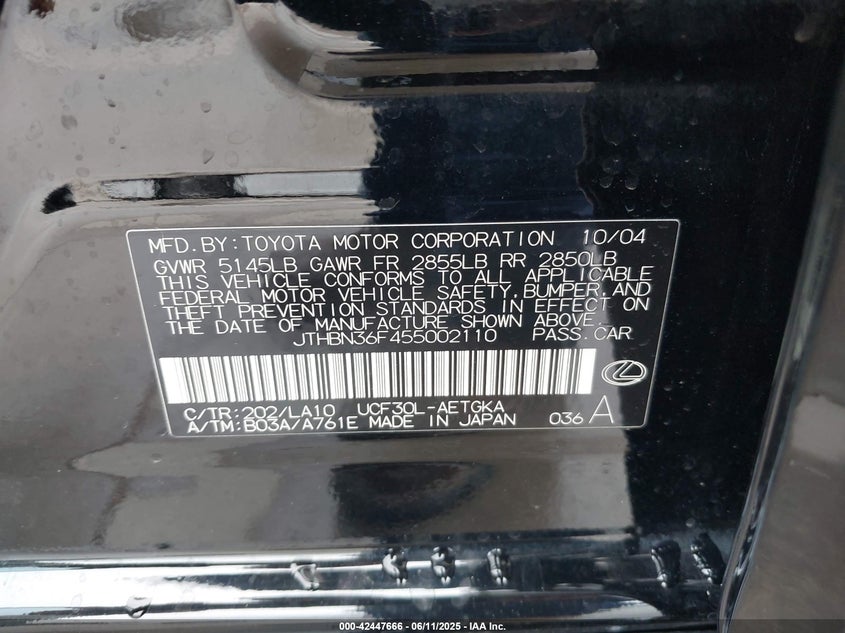 MFD.BY:TOYOTA MOTOR CORPORATION 10/04
GVWR 5145LB GAWR FR 2855LB RR 2850LB
THIS VEHICLE CONFORMS TO ALL APPLICABLE
FEDERAL MOTOR VEHICLE SAFETY,BUMPER,AND
THEFT PREVENTION STANDARDS IN EFFECT ON
THE DATE OF MANUFACTURE SHOWN ABOVE.
JTHBN36F455002110 PASS.CAR
C/TR:202/LA10 UCF30L-AETGKA
A/TM:B03A/A761E MADE IN JAPAN 036 A
000-42447666 - 06/11/2025 - IAA Inc.